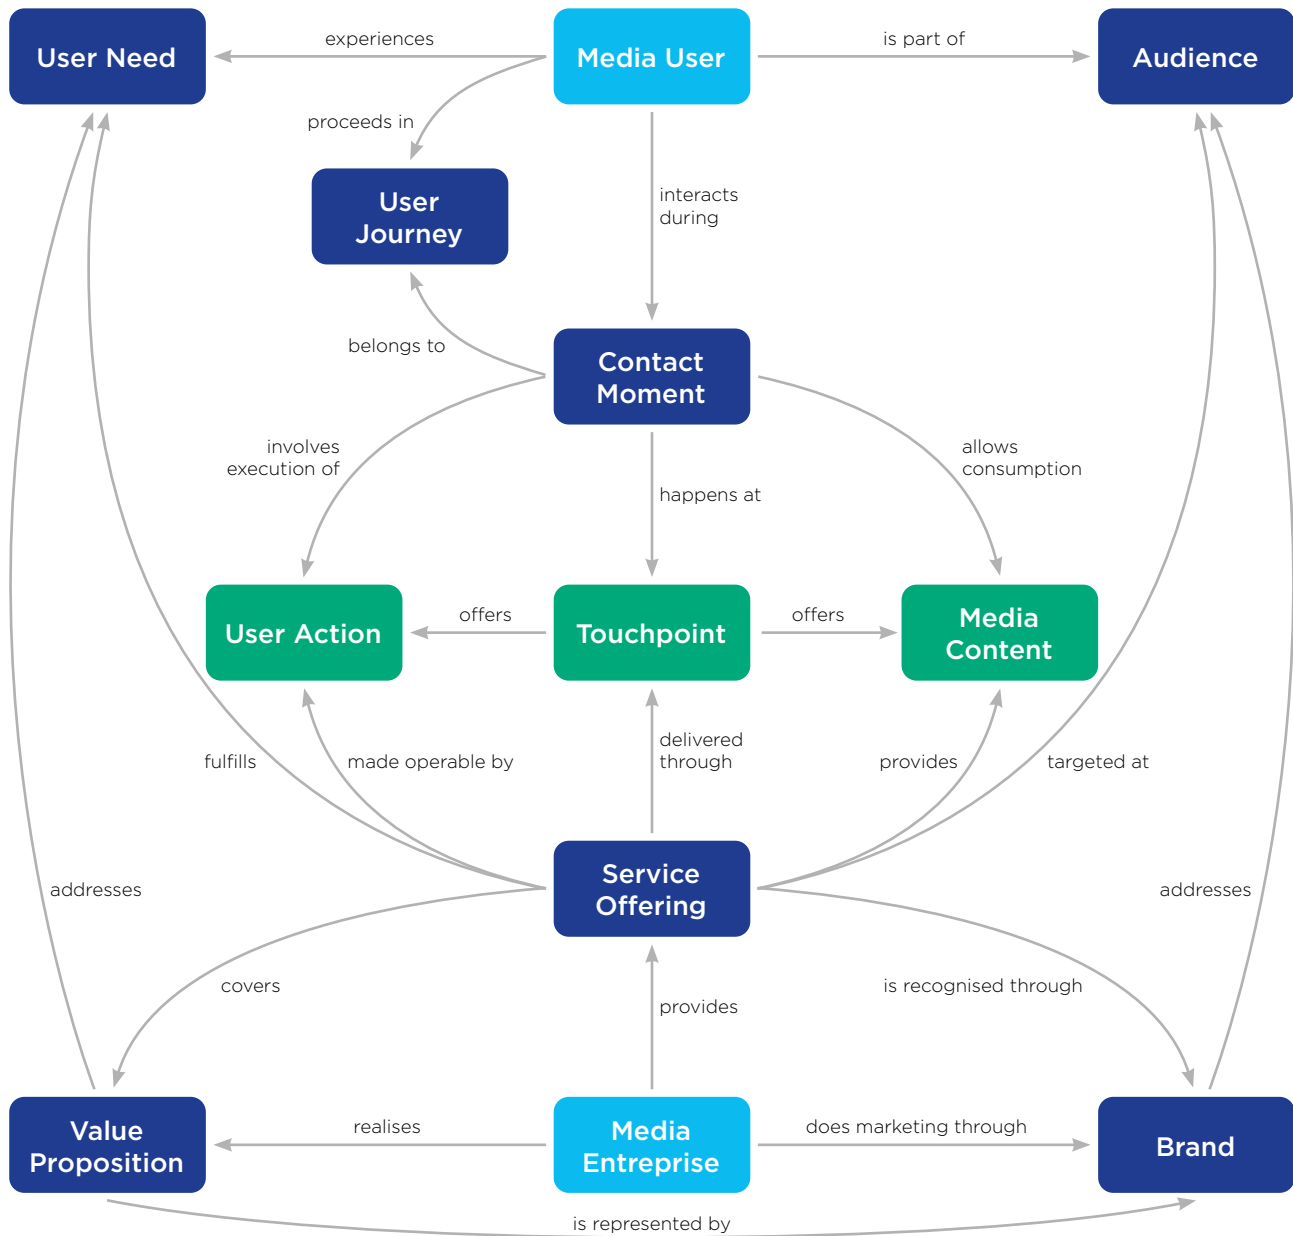 experiences
is part of
User Need
Media User
Audience
proceeds in
interacts
during
User
Journey
belongs to
Contact
Moment
involves
execution of
allows
consumption
happens at
offers
offers
User Action
Touchpoint
Media
Content
delivered
through
fulfills
made operable by
provides
targeted at
Service
Offering
addresses
addresses
covers
is recognised through
provides
realises
does marketing through
Value
Proposition
Media
Entreprise
Brand
is represented by